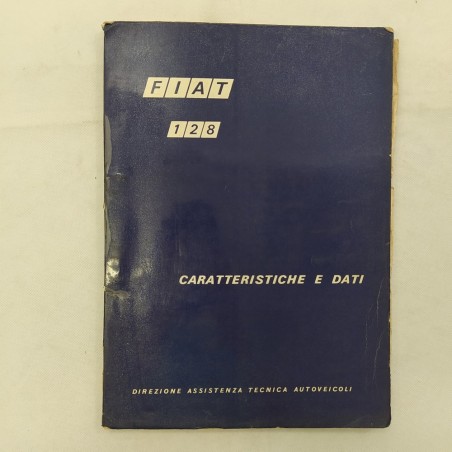 FIAT
128
CARATTERISTICHE E DATI
DIREZIONE ASSISTENZA TECNICA AUTOVEICOLI